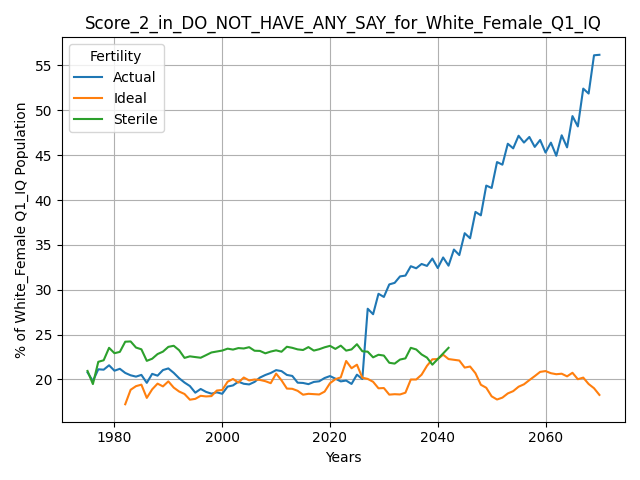 Score_2_in_DO_NOT_HAVE_ANY_SAY_for_White_Female_Q1_IQ
Fertility
Actual
Ideal
Sterile
% of White_Female Q1_IQ Population
55
50
45
40
35
30
25
20
1980 2000 2020 2040 2060
Years